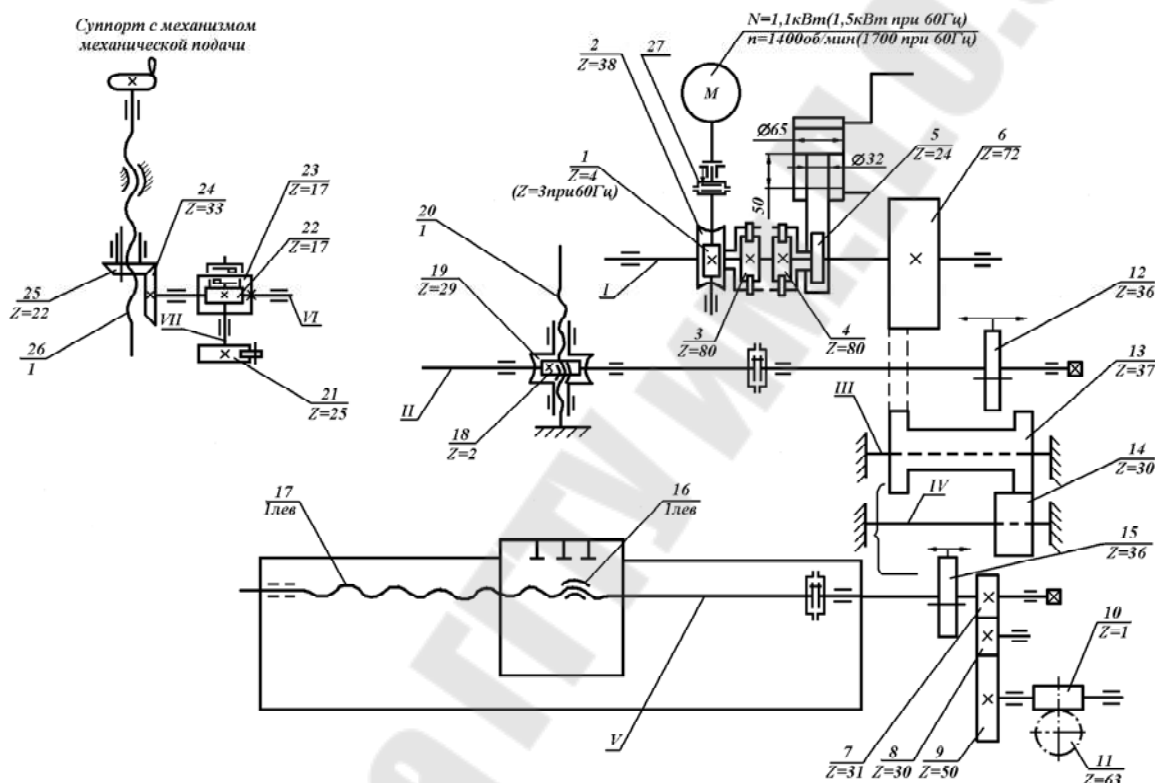 Суппорт с механизмом
механической подачи
N=1,1кВт(1,5кВт при 60Гц)
n=1400об/мин(1700 при 60Гц)
М
2
Z=38
27
1
Z=4
(Z=3при60Гц)
Ø65
Ø32
50
5
Z=24
6
Z=72
I
3
Z=80
4
Z=80
24
Z=33
23
Z=17
22
Z=17
25
Z=22
26
1
VII
VI
21
Z=25
20
1
19
Z=29
II
18
Z=2
12
Z=36
13
Z=37
III
14
Z=30
IV
15
Z=36
17
1лев
16
1лев
V
10
Z=1
7
Z=31
8
Z=30
9
Z=50
11
Z=63